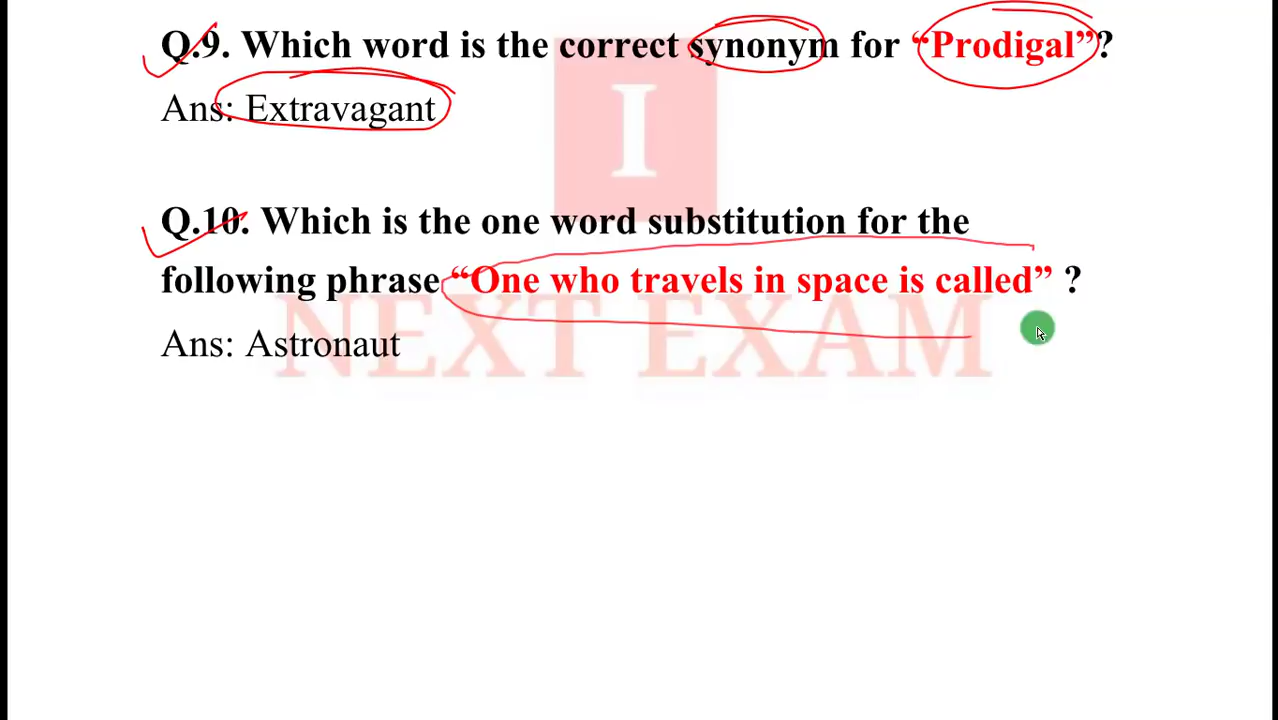 Q.9. Which word is the correct synonym for “Prodigal”?
Ans: Extravagant
I
Q.10. Which is the one word substitution for the
following phrase “One who travels in space is called” ?
NEXT EXAM
Ans: Astronaut